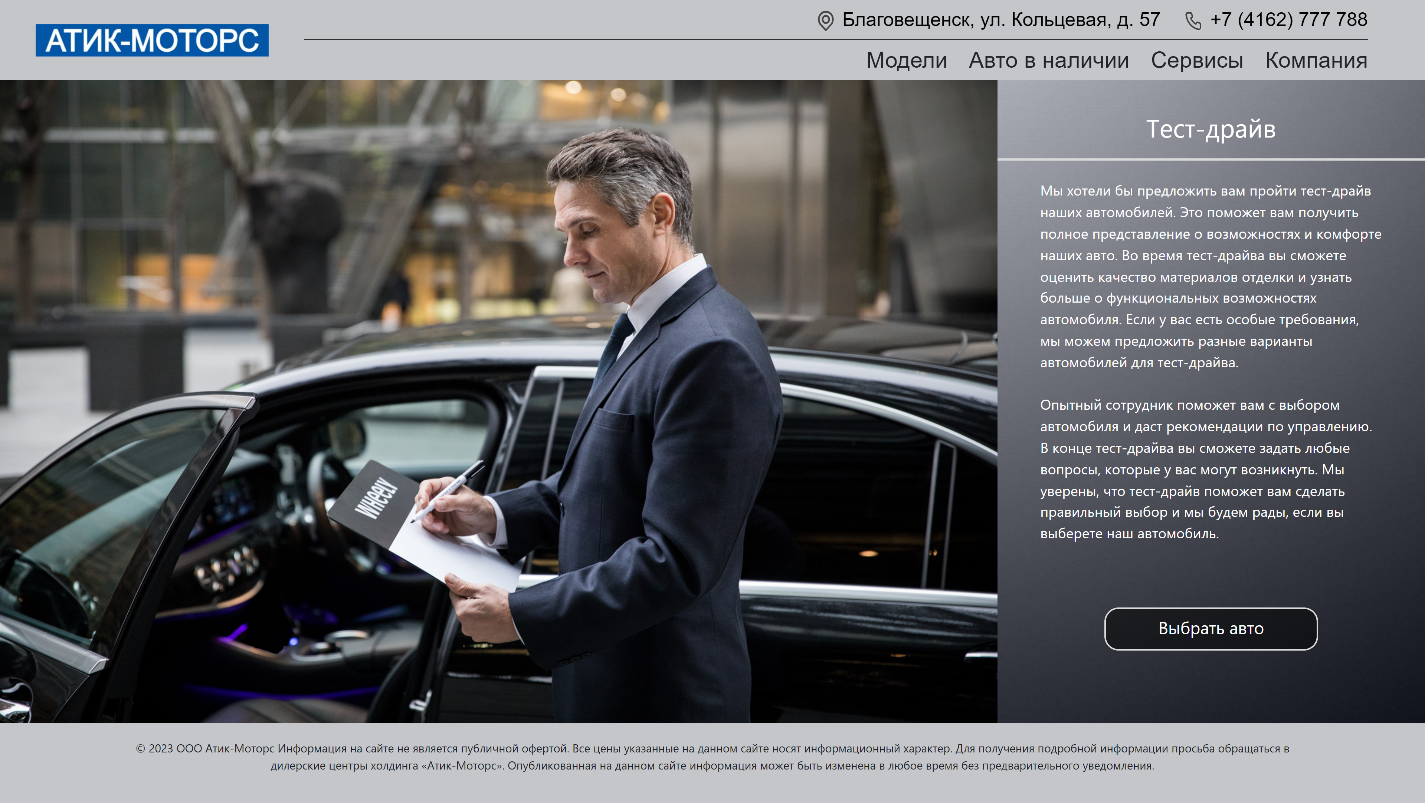 АТИК-МОТОРС
Благовещенск, ул. Кольцевая, д. 57 +7 (4162) 777 788
Модели Авто в наличии Сервисы Компания
WHEELY
Тест-драйв
Мы хотели бы предложить вам пройти тест-драйв
наших автомобилей. Это поможет вам получить
полное представление о возможностях и комфорте
наших авто. Во время тест-драйва вы сможете
оценить качество материалов отделки и узнать
больше о функциональных возможностях
автомобиля. Если у вас есть особые требования,
мы можем предложить разные варианты
автомобилей для тест-драйва.
Опытный сотрудник поможет вам с выбором
автомобиля и даст рекомендации по управлению.
В конце тест-драйва вы сможете задать любые
вопросы, которые у вас могут возникнуть. Мы
уверены, что тест-драйв поможет вам сделать
правильный выбор и мы будем рады, если вы
выберете наш автомобиль.
Выбрать авто
© 2023 ООО Атик-Моторс Информация на сайте не является публичной офертой. Все цены указанные на данном сайте носят информационный характер. Для получения подробной информации просьба обращаться в
дилерские центры холдинга «Атик-Моторс». Опубликованная на данном сайте информация может быть изменена в любое время без предварительного уведомления.